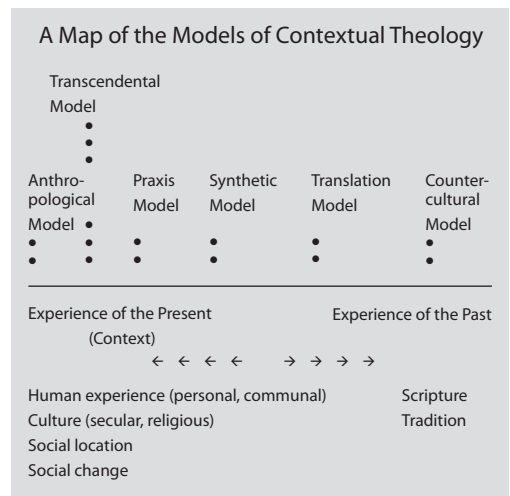 A Map of the Models of Contextual Theology
Transcendental
Model
•
•
•
Anthro- Praxis Synthetic Translation Counter-
pological Model Model Model cultural
Model • Model
• • • • • •
• • • • • •
Experience of the Present Experience of the Past
(Context)
← ← ← ← → → → →
Human experience (personal, communal) Scripture
Culture (secular, religious) Tradition
Social location
Social change